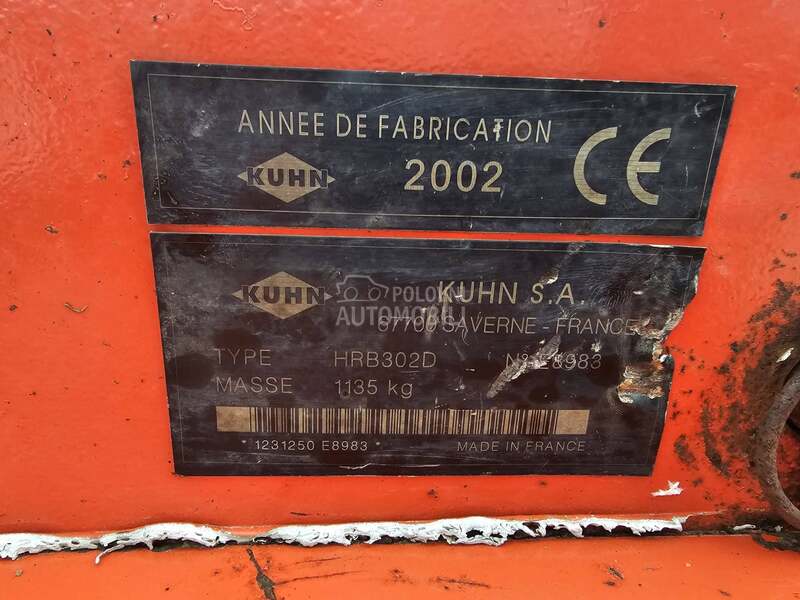 ANNEE DE FABRICATION
KUHN 2002 CE
KUHN KUHN S.A.
POLOVNI
AUTOMOBILI
67700 SAVERNE - FRANCE
TYPE HRB302D N° E8983
MASSE 1135 kg
* 1231250 E8983 * MADE IN FRANCE